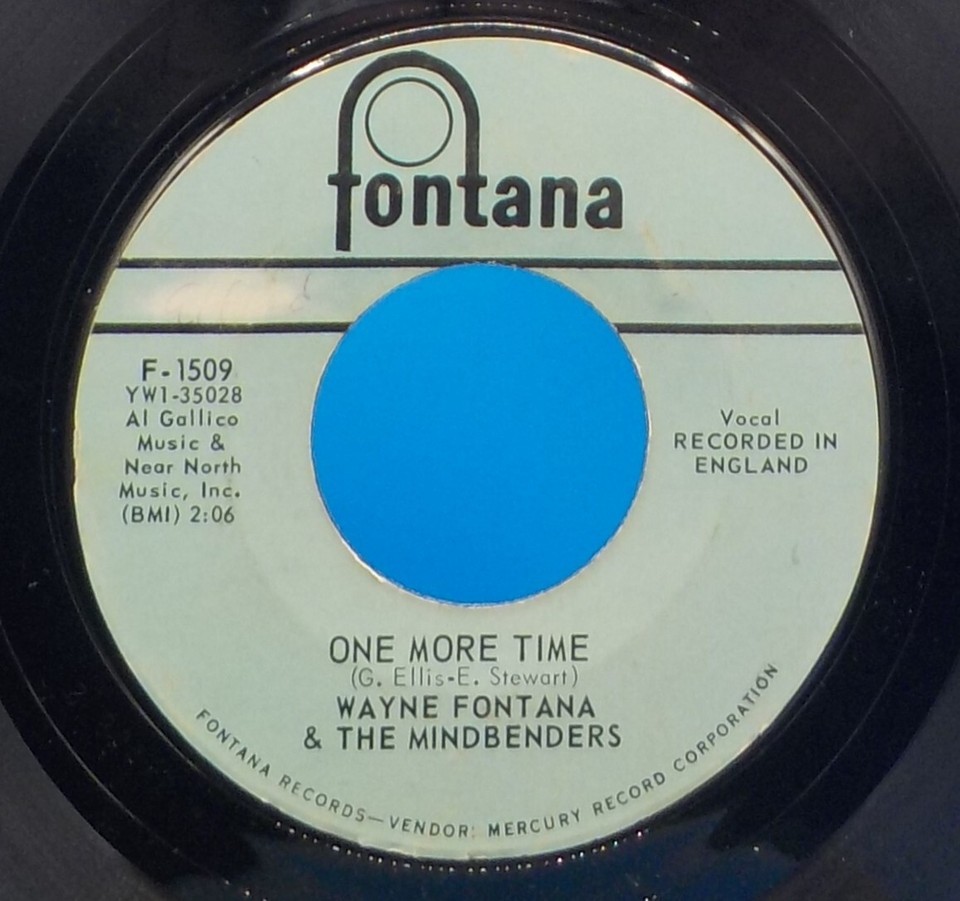 fontana
F-1509
YW1-35028
Al Gallico
Music &
Near North
Music, Inc.
(BMI) 2:06
Vocal
RECORDED IN
ENGLAND
ONE MORE TIME
(G. Ellis-E. Stewart)
WAYNE FONTANA
& THE MINDBENDERS
FONTANA RECORDS—VENDOR: MERCURY RECORD CORPORATION